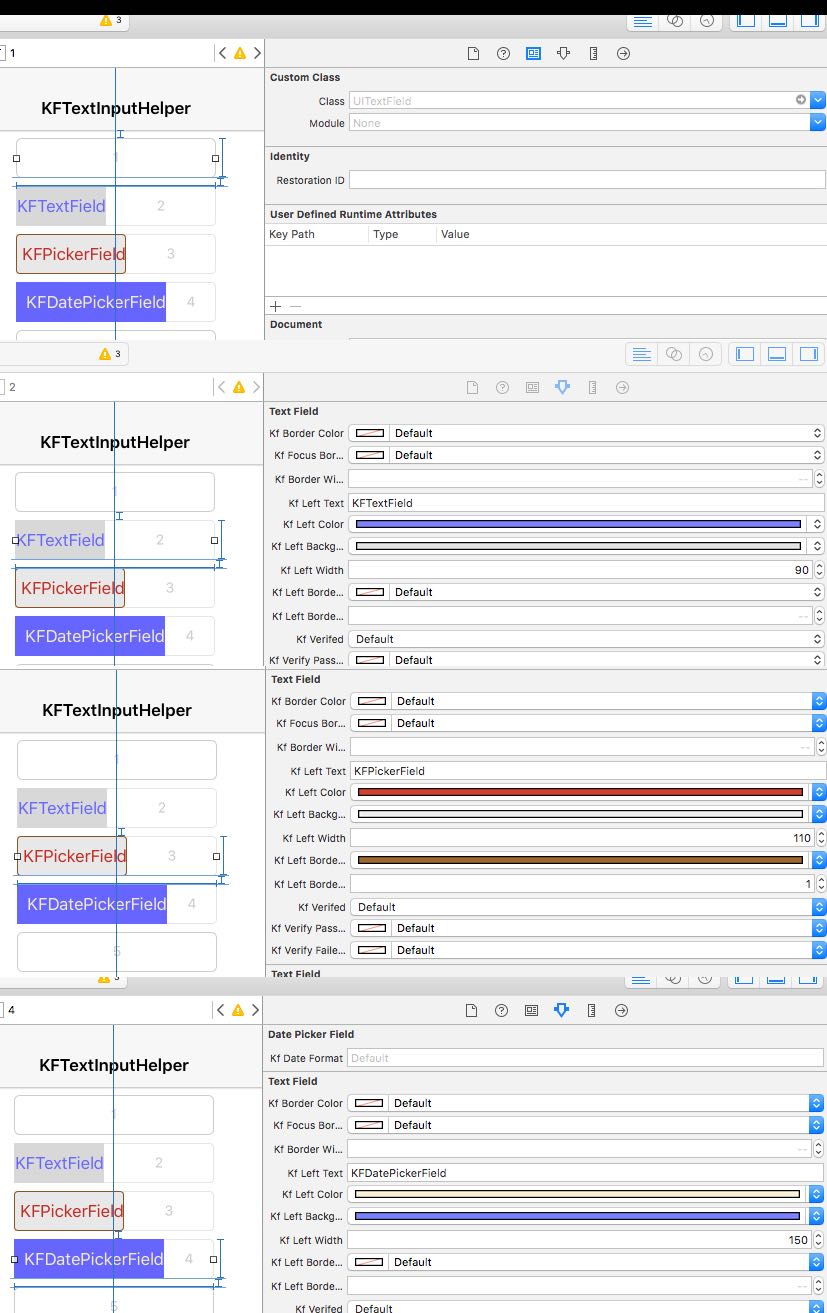 3
1
Custom Class
KFTextInputHelper
Class UITextField
Module None
1
Identity
Restoration ID
KFTextField 2
User Defined Runtime Attributes
Key Path Type Value
KFPickerField 3
KFDatePickerField 4
Document
3
2
Text Field
Kf Border Color Default
KFTextInputHelper
Kf Focus Bor... Default
Kf Border Wi... --
1
Kf Left Text KFTextField
Kf Left Color
KFTextField 2
Kf Left Backg...
Kf Left Width 90
KFPickerField 3
Kf Left Borde... Default
Kf Left Borde... --
KFDatePickerField 4
Kf Verifed Default
Kf Verify Pass... Default
Text Field
Kf Border Color Default
KFTextInputHelper
Kf Focus Bor... Default
Kf Border Wi... --
1
Kf Left Text KFPickerField
Kf Left Color
KFTextField 2
Kf Left Backg...
Kf Left Width 110
KFPickerField 3
Kf Left Borde...
Kf Left Borde... 1
KFDatePickerField 4
Kf Verifed Default
Kf Verify Pass... Default
5
Kf Verify Faile... Default
Text Field
3
4
Date Picker Field
Kf Date Format Default
KFTextInputHelper
Text Field
Kf Border Color Default
1
Kf Focus Bor... Default
Kf Border Wi... --
KFTextField 2
Kf Left Text KFDatePickerField
Kf Left Color
KFPickerField 3
Kf Left Backg...
Kf Left Width 150
KFDatePickerField 4
Kf Left Borde... Default
Kf Left Borde... --
5
Kf Verifed Default